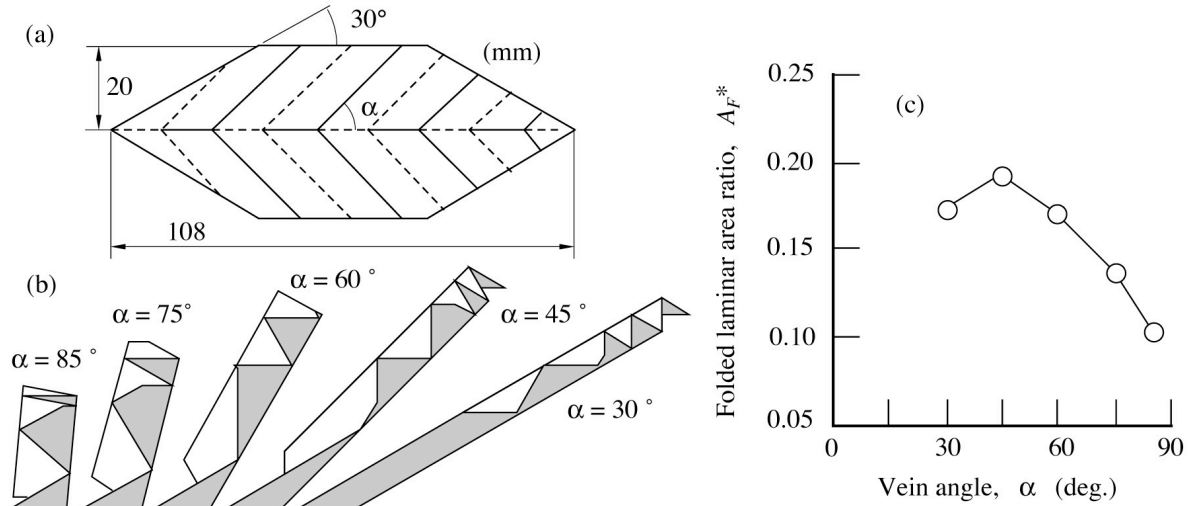 (a)
30°
(mm)
20
α
108
(b)
α = 85 °
α = 75°
α = 60 °
α = 45 °
α = 30 °
(c)
Folded laminar area ratio, A_F*
0.25
0.20
0.15
0.10
0.05
0 30 60 90
Vein angle, α (deg.)